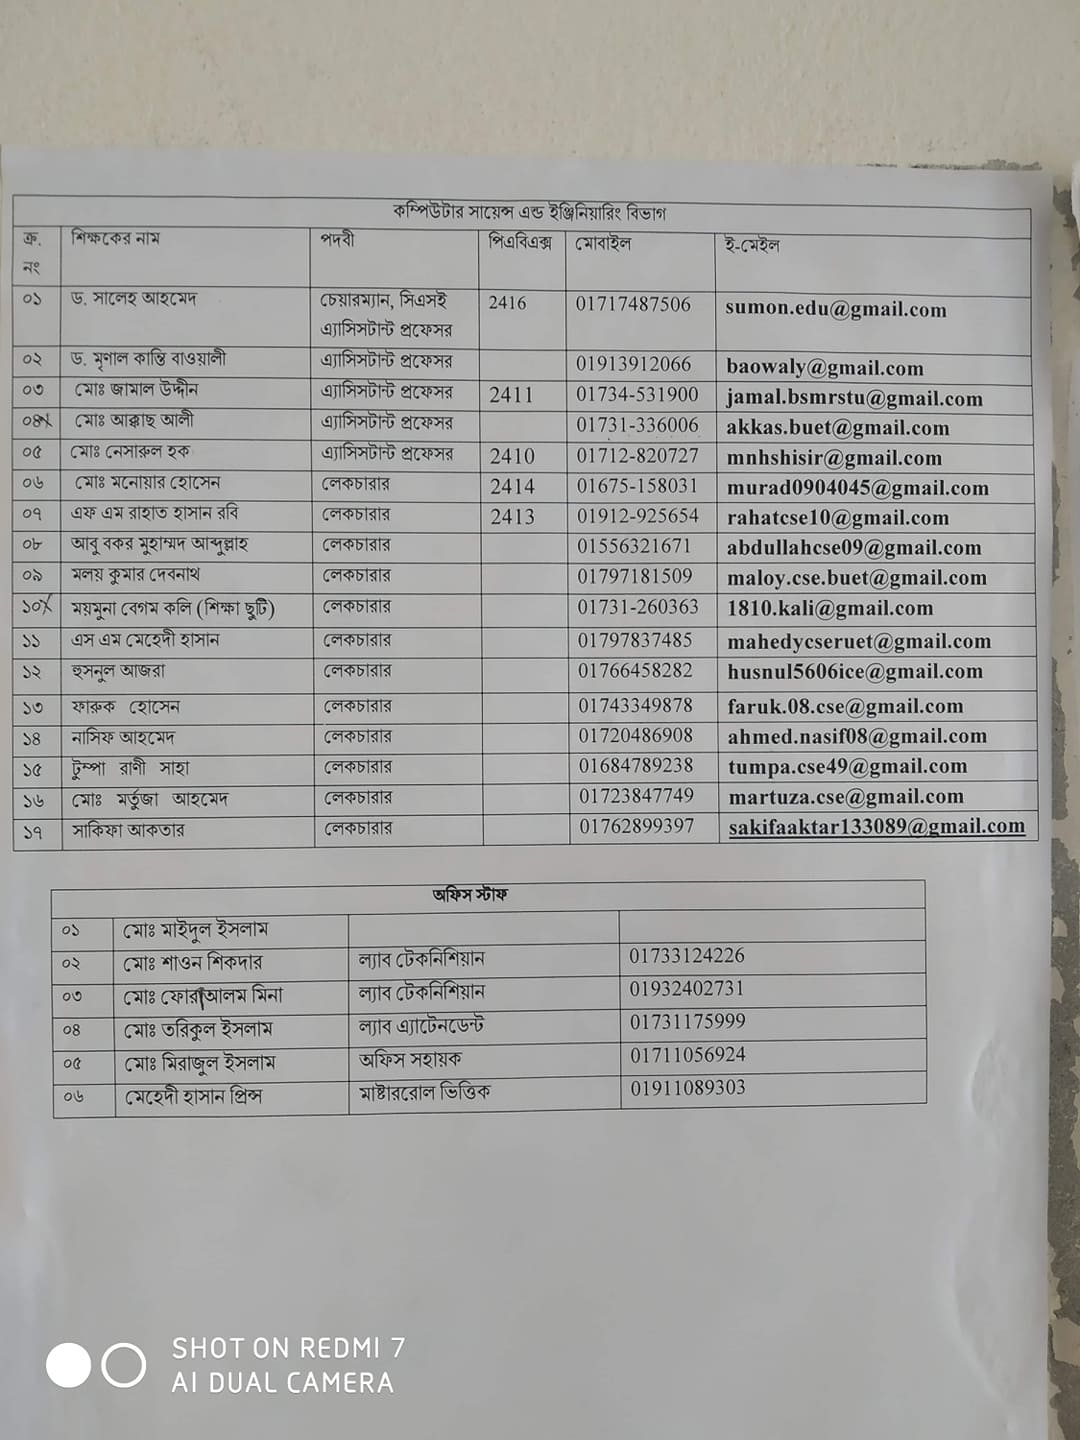 কম্পিউটার সায়েন্স এন্ড ইঞ্জিনিয়ারিং বিভাগ
ক্র. নং শিক্ষকের নাম পদবী পিএবিএক্স মোবাইল ই-মেইল
০১ ড. সালেহ আহমেদ চেয়ারম্যান, সিএসই এ্যাসিসটান্ট প্রফেসর 2416 01717487506 sumon.edu@gmail.com
০২ ড. মৃণাল কান্তি বাওয়ালী এ্যাসিসটান্ট প্রফেসর 01913912066 baowaly@gmail.com
০৩ মোঃ জামাল উদ্দীন এ্যাসিসটান্ট প্রফেসর 2411 01734-531900 jamal.bsmrstu@gmail.com
০৪ মোঃ আক্কাছ আলী এ্যাসিসটান্ট প্রফেসর 01731-336006 akkas.buet@gmail.com
০৫ মোঃ নেসারুল হক এ্যাসিসটান্ট প্রফেসর 2410 01712-820727 mnhshisir@gmail.com
০৬ মোঃ মনোয়ার হোসেন লেকচারার 2414 01675-158031 murad0904045@gmail.com
০৭ এফ এম রাহাত হাসান রবি লেকচারার 2413 01912-925654 rahatcse10@gmail.com
০৮ আবু বকর মুহাম্মদ আব্দুল্লাহ লেকচারার 01556321671 abdullahcse09@gmail.com
০৯ মলয় কুমার দেবনাথ লেকচারার 01797181509 maloy.cse.buet@gmail.com
১০ ময়মুনা বেগম কলি (শিক্ষা ছুটি) লেকচারার 01731-260363 1810.kali@gmail.com
১১ এস এম মেহেদী হাসান লেকচারার 01797837485 mahedycseruet@gmail.com
১২ হুসনুল আজরা লেকচারার 01766458282 husnul5606ice@gmail.com
১৩ ফারুক হোসেন লেকচারার 01743349878 faruk.08.cse@gmail.com
১৪ নাসিফ আহমেদ লেকচারার 01720486908 ahmed.nasif08@gmail.com
১৫ টুম্পা রাণী সাহা লেকচারার 01684789238 tumpa.cse49@gmail.com
১৬ মোঃ মর্তুজা আহমেদ লেকচারার 01723847749 martuza.cse@gmail.com
১৭ সাকিফা আকতার লেকচারার 01762899397 sakifaaktar133089@gmail.com
অফিস স্টাফ
০১ মোঃ মাইদুল ইসলাম
০২ মোঃ শাওন শিকদার ল্যাব টেকনিশিয়ান 01733124226
০৩ মোঃ ফোরাআলম মিনা ল্যাব টেকনিশিয়ান 01932402731
০৪ মোঃ তরিকুল ইসলাম ল্যাব এ্যাটেনডেন্ট 01731175999
০৫ মোঃ মিরাজুল ইসলাম অফিস সহায়ক 01711056924
০৬ মেহেদী হাসান প্রিন্স মাষ্টাররোল ভিত্তিক 01911089303
SHOT ON REDMI 7
AI DUAL CAMERA